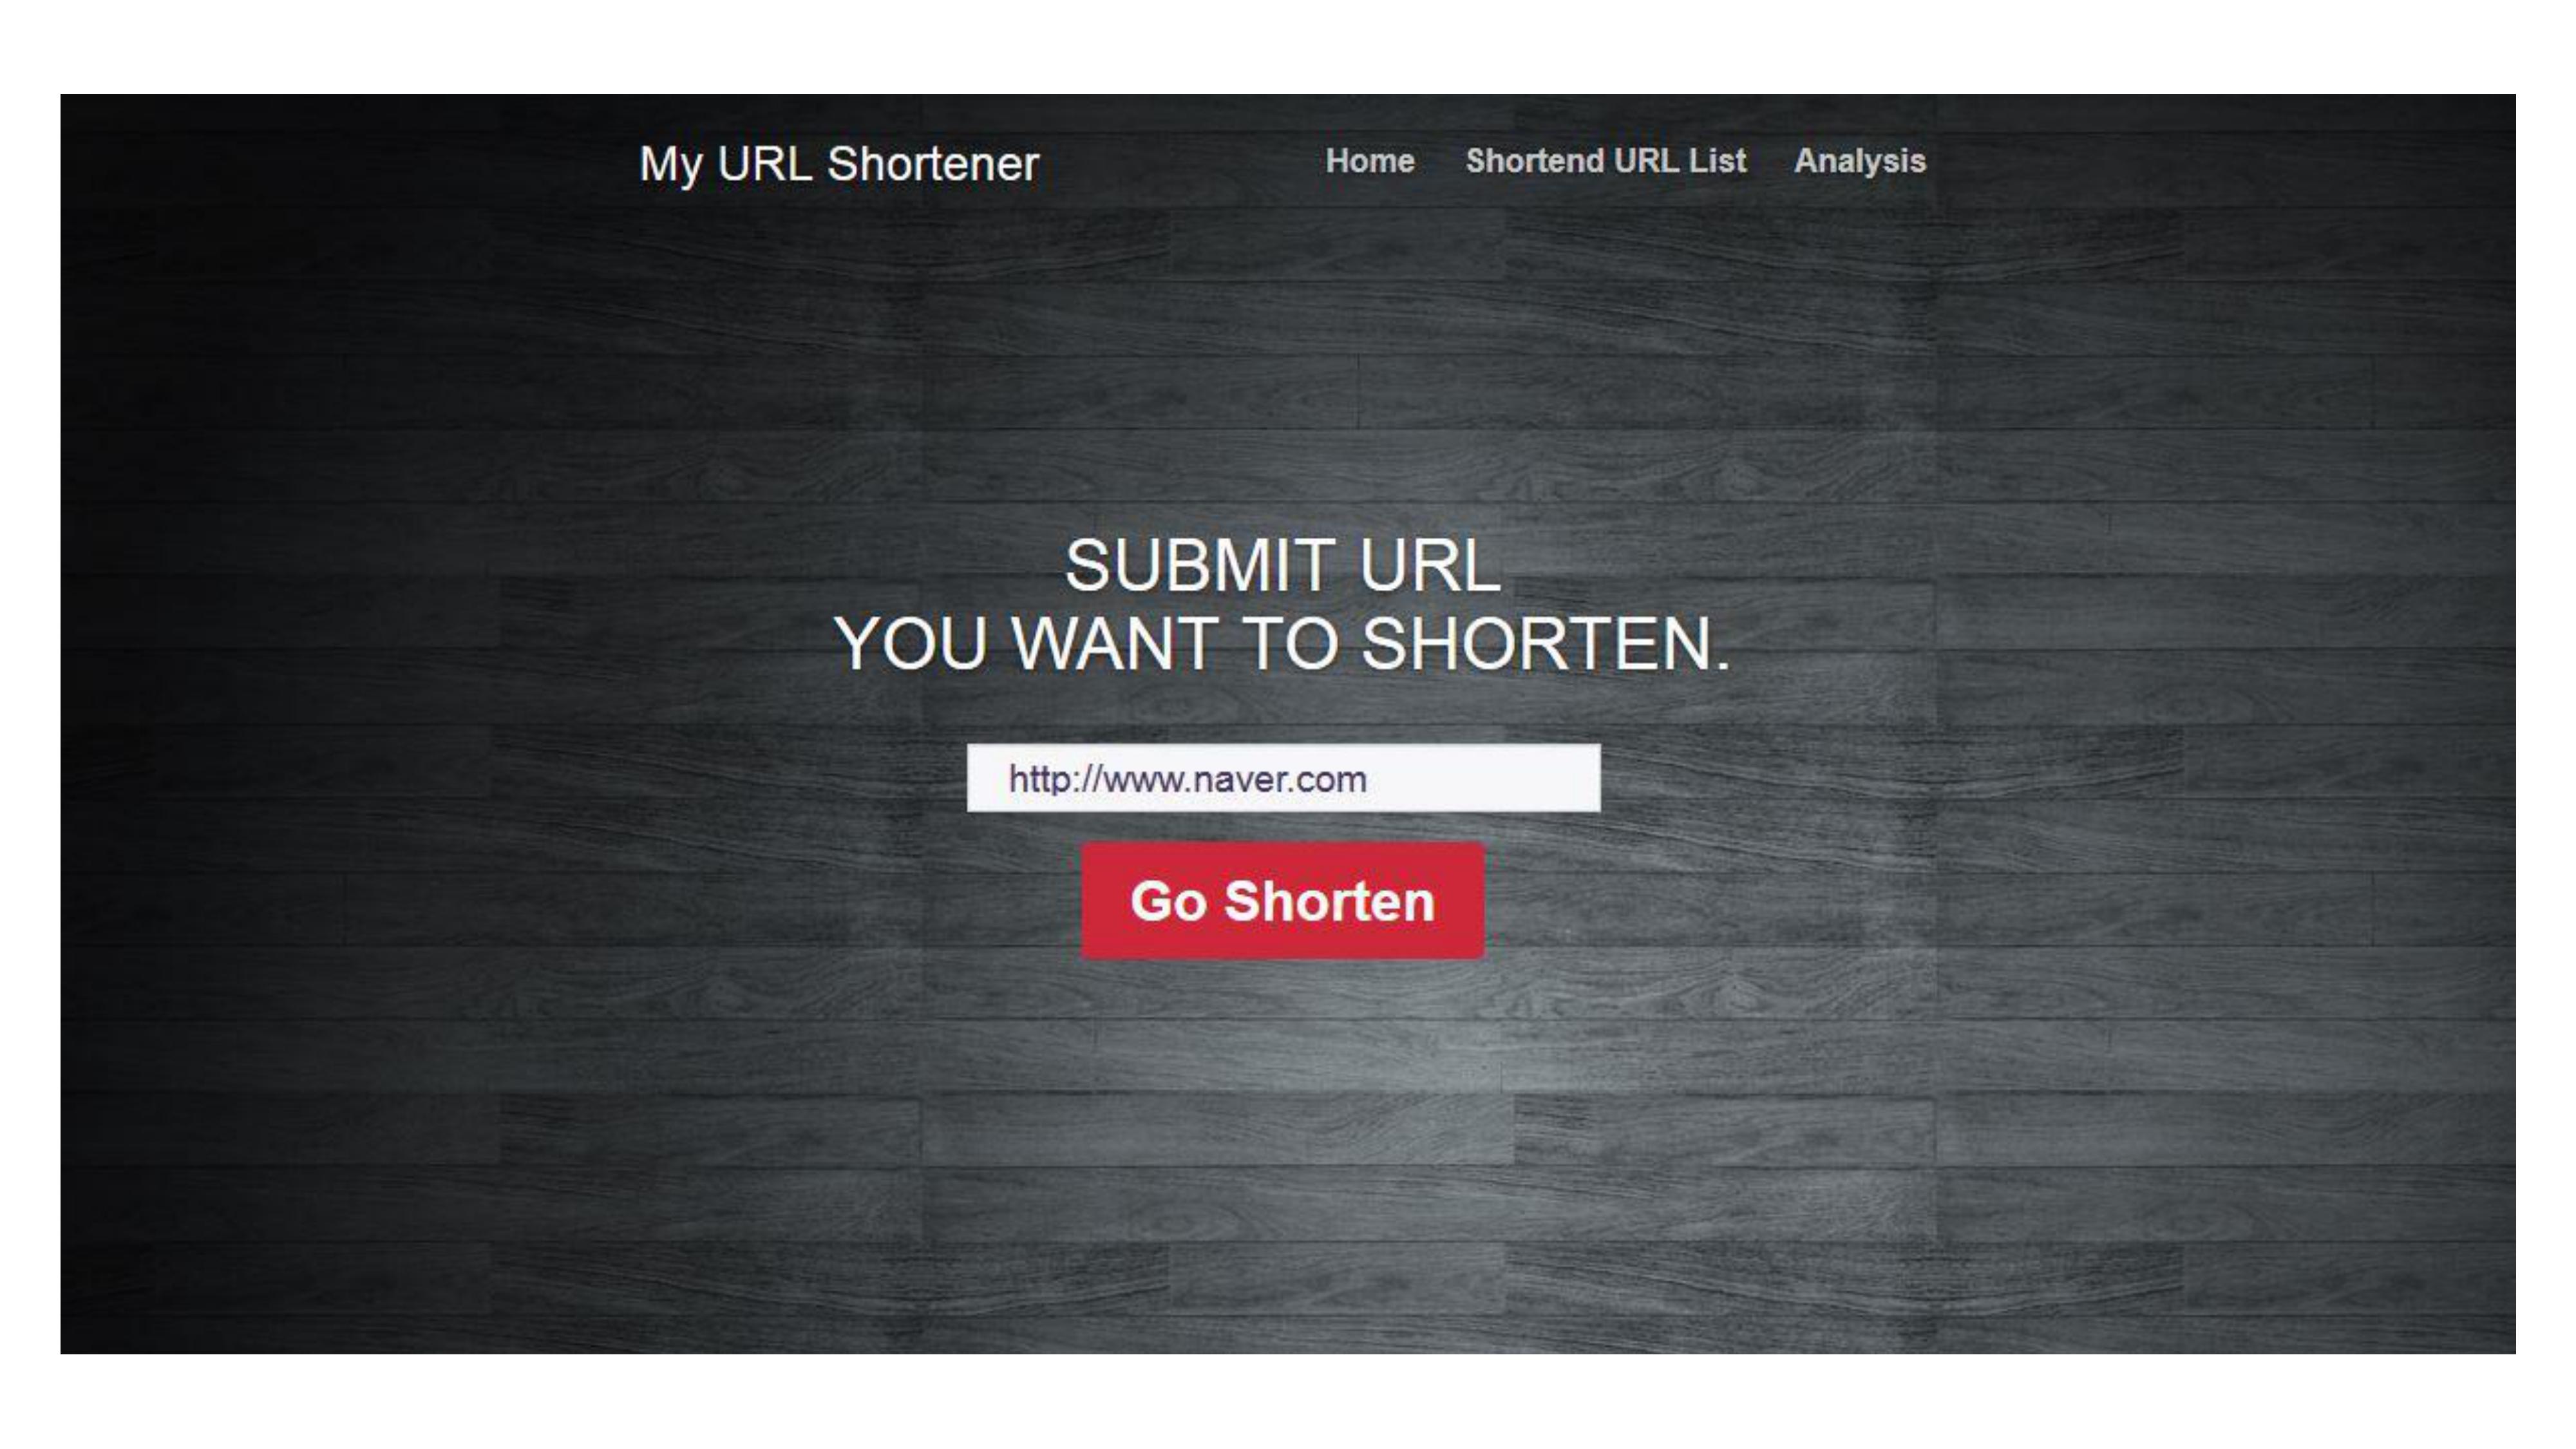 My URL Shortener
Home Shortend URL List Analysis
SUBMIT URL
YOU WANT TO SHORTEN.
http://www.naver.com
Go Shorten